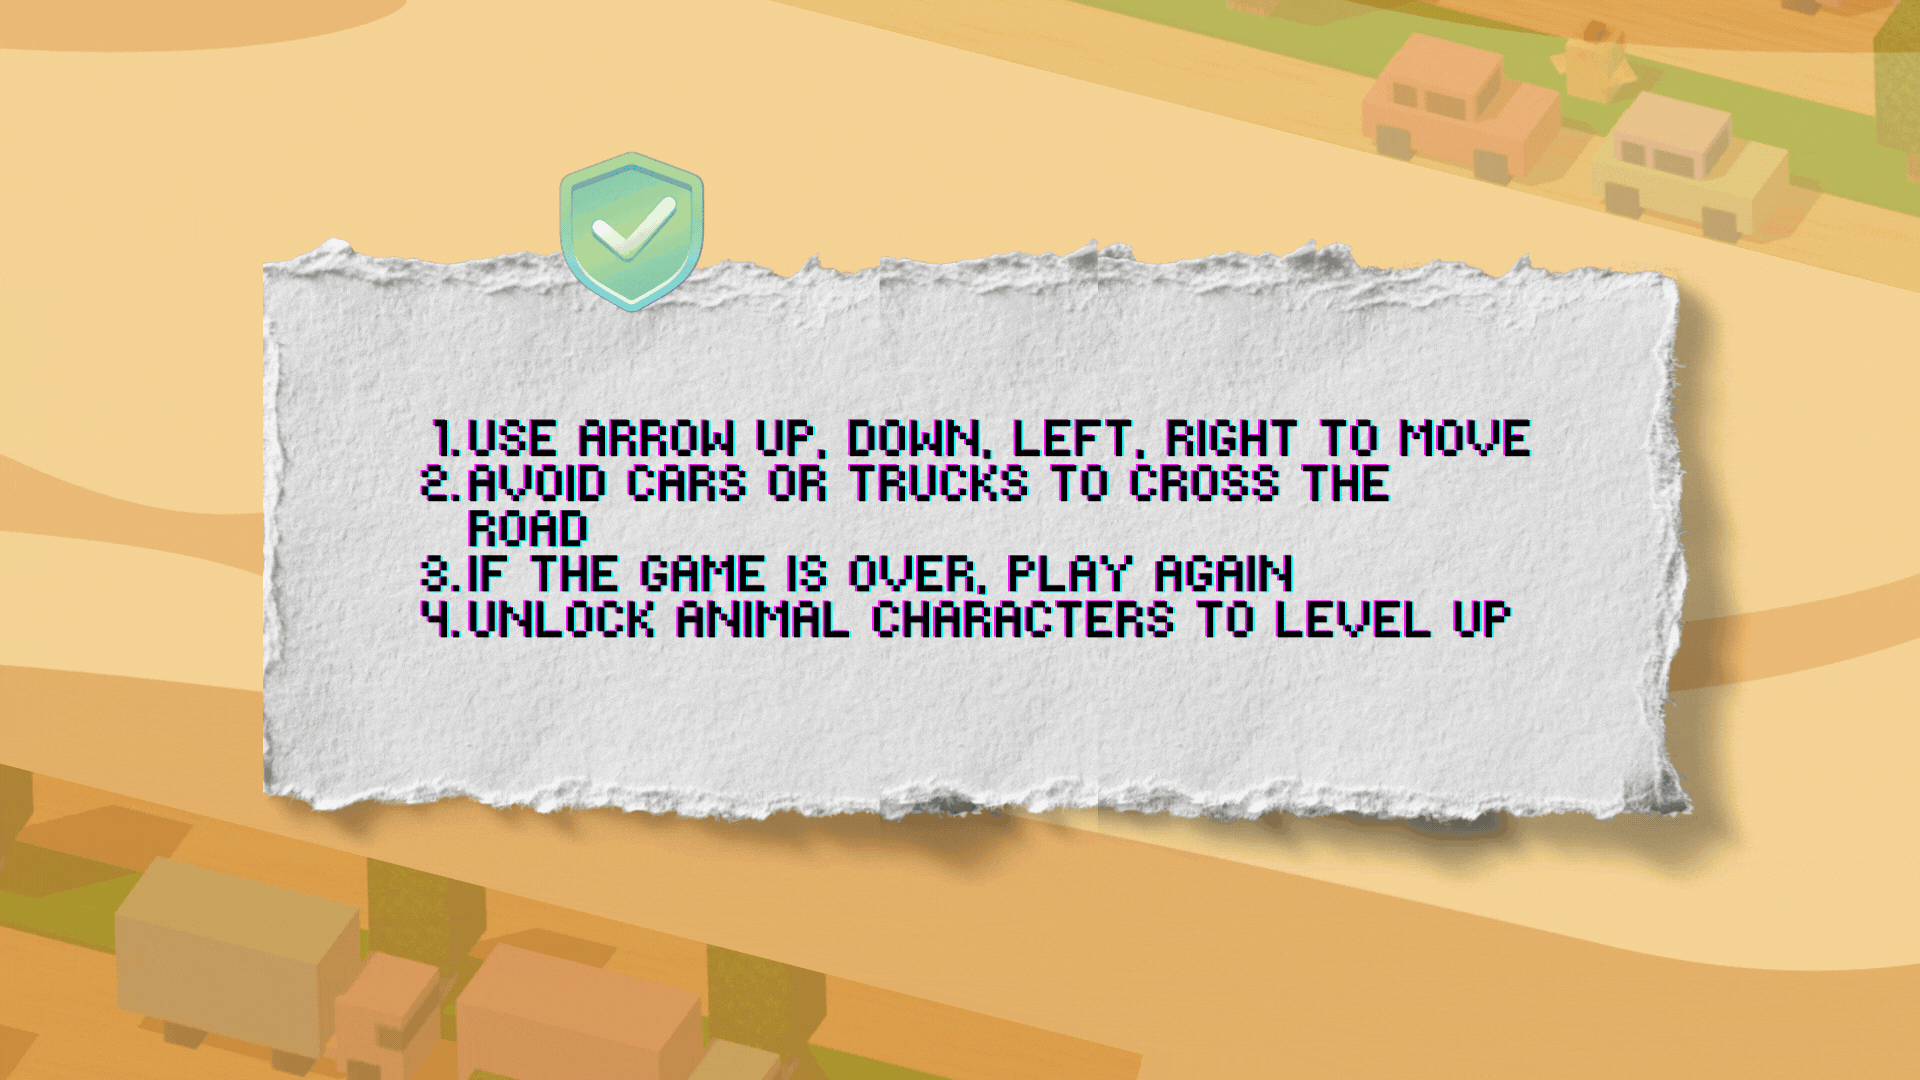 1. USE ARROW UP, DOWN, LEFT, RIGHT TO MOVE
2. AVOID CARS OR TRUCKS TO CROSS THE
ROAD
3. IF THE GAME IS OVER, PLAY AGAIN
4. UNLOCK ANIMAL CHARACTERS TO LEVEL UP